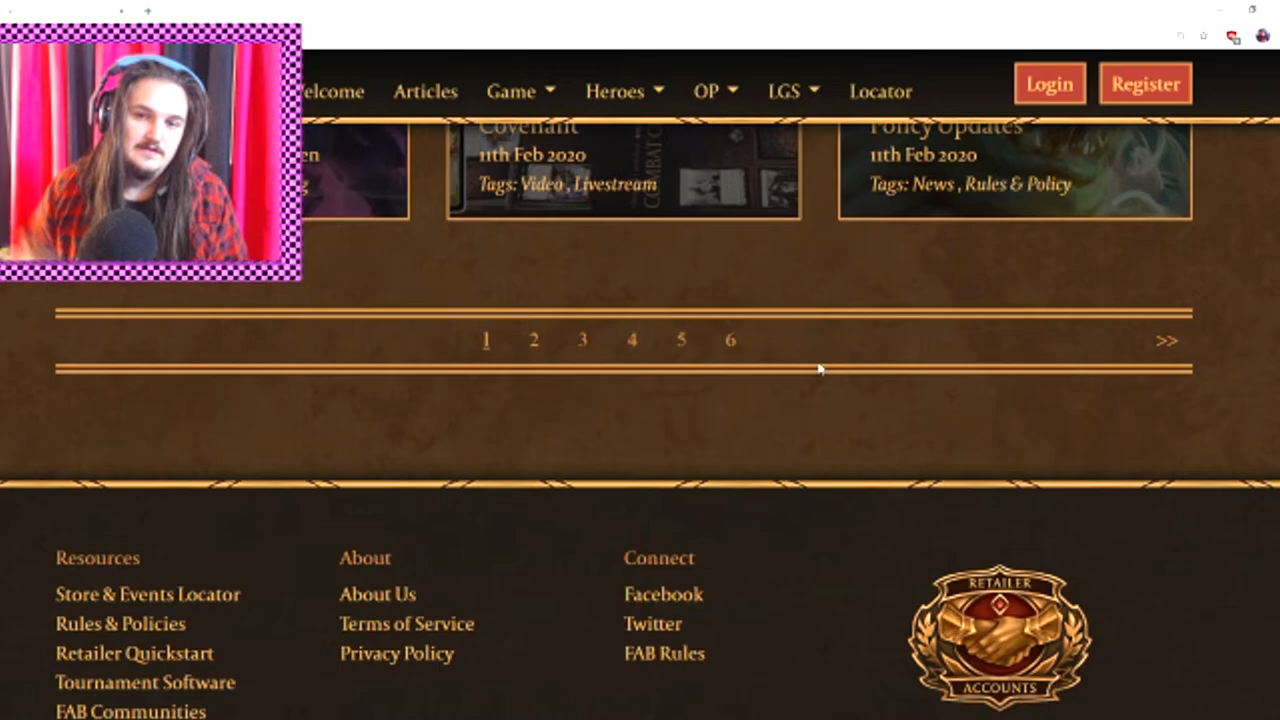 elcome Articles Game Heroes OP LGS Locator Login Register
Covenant
Policy Updates
en
11th Feb 2020
11th Feb 2020
g
Tags: Video , Livestream
Tags: News , Rules & Policy
COMBAT
1 2 3 4 5 6 >>
Resources
Store & Events Locator
Rules & Policies
Retailer Quickstart
Tournament Software
FAB Communities
About
About Us
Terms of Service
Privacy Policy
Connect
Facebook
Twitter
FAB Rules
RETAILER
ACCOUNTS